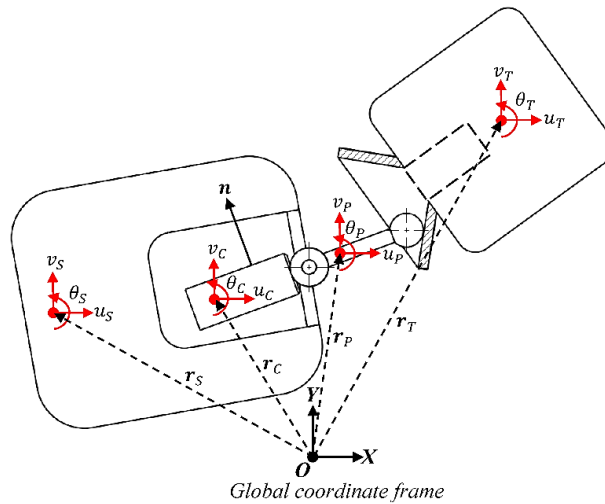 v_T
θ_T
u_T
n
v_P
θ_P
u_P
v_C
θ_C
u_C
v_S
θ_S
u_S
r_P
r_T
r_C
r_S
Y
O
X
Global coordinate frame